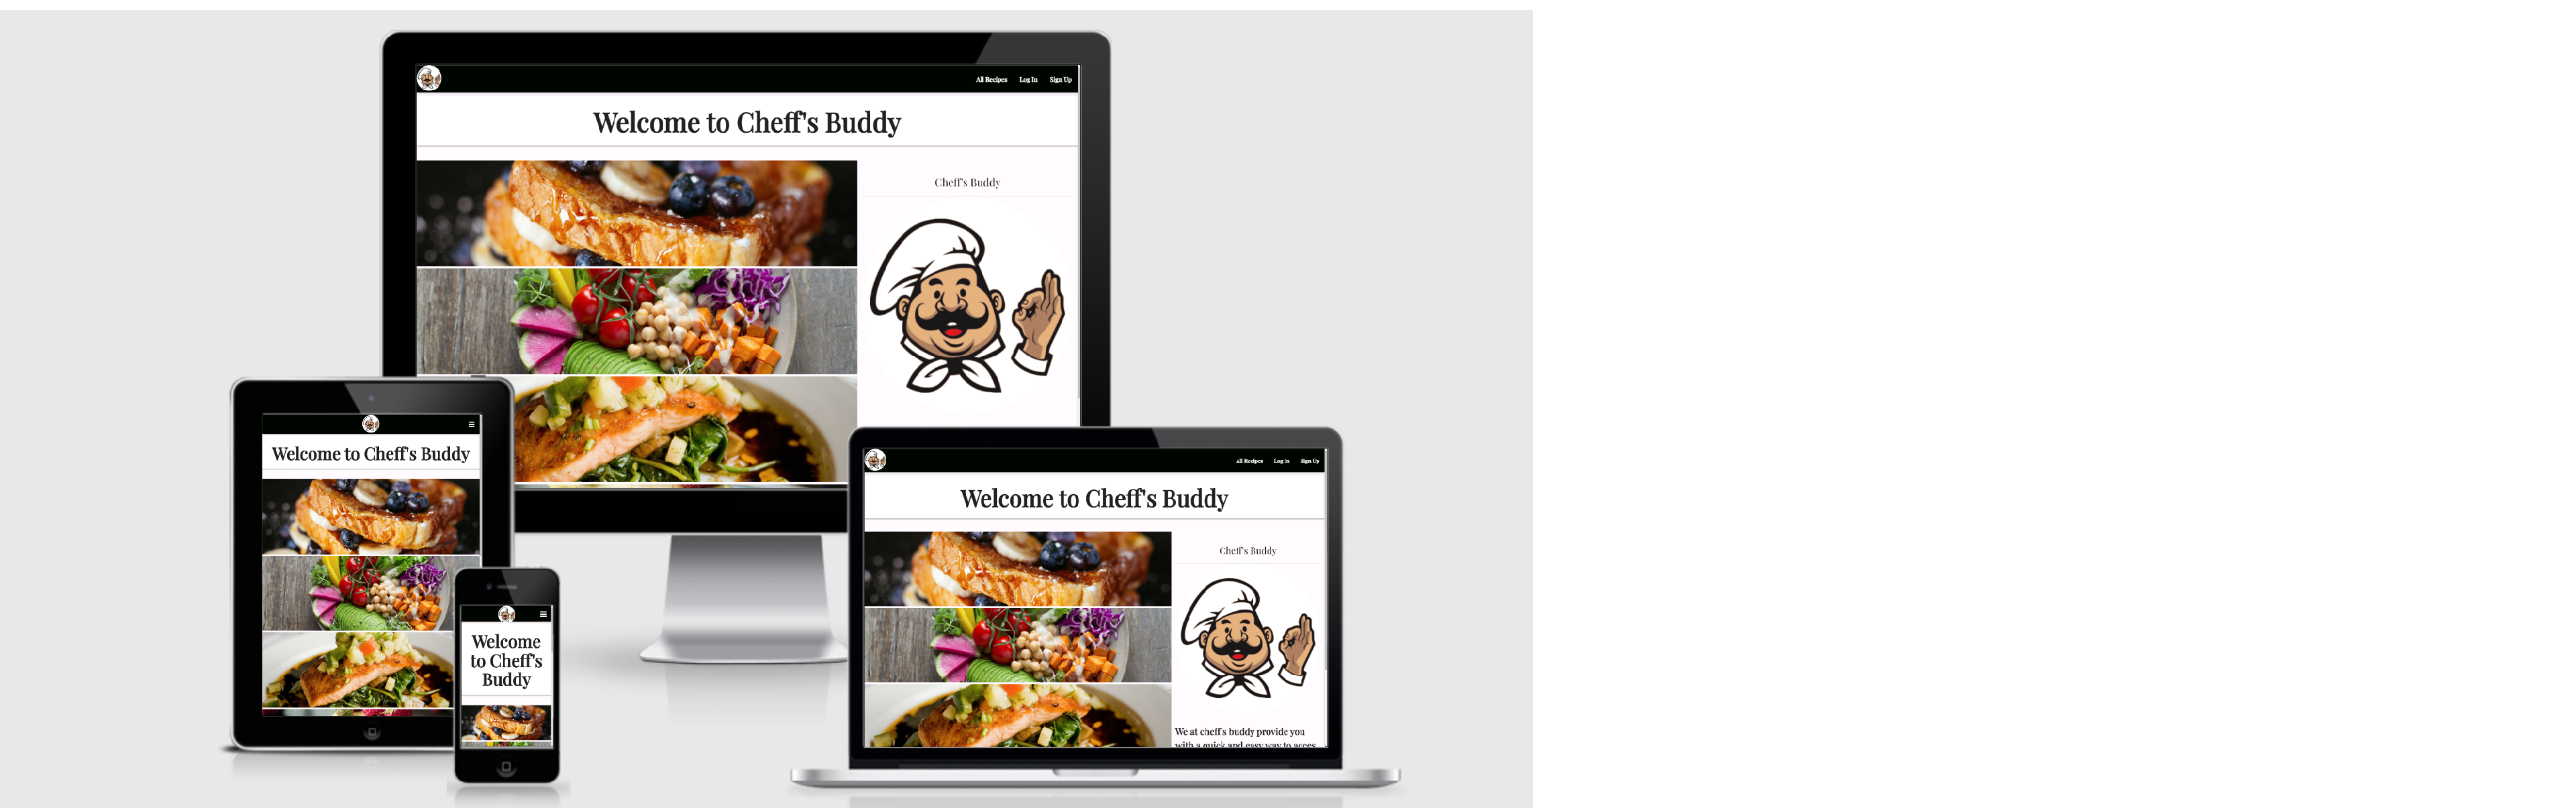 All Recipes Log In Sign Up
Welcome to Cheff's Buddy
Cheff's Buddy
Welcome to Cheff's Buddy
Welcome
to Cheff's
Buddy
All Recipes Log In Sign Up
Welcome to Cheff's Buddy
Cheff's Buddy
We at cheff's buddy provide you
with a quick and easy way to acces